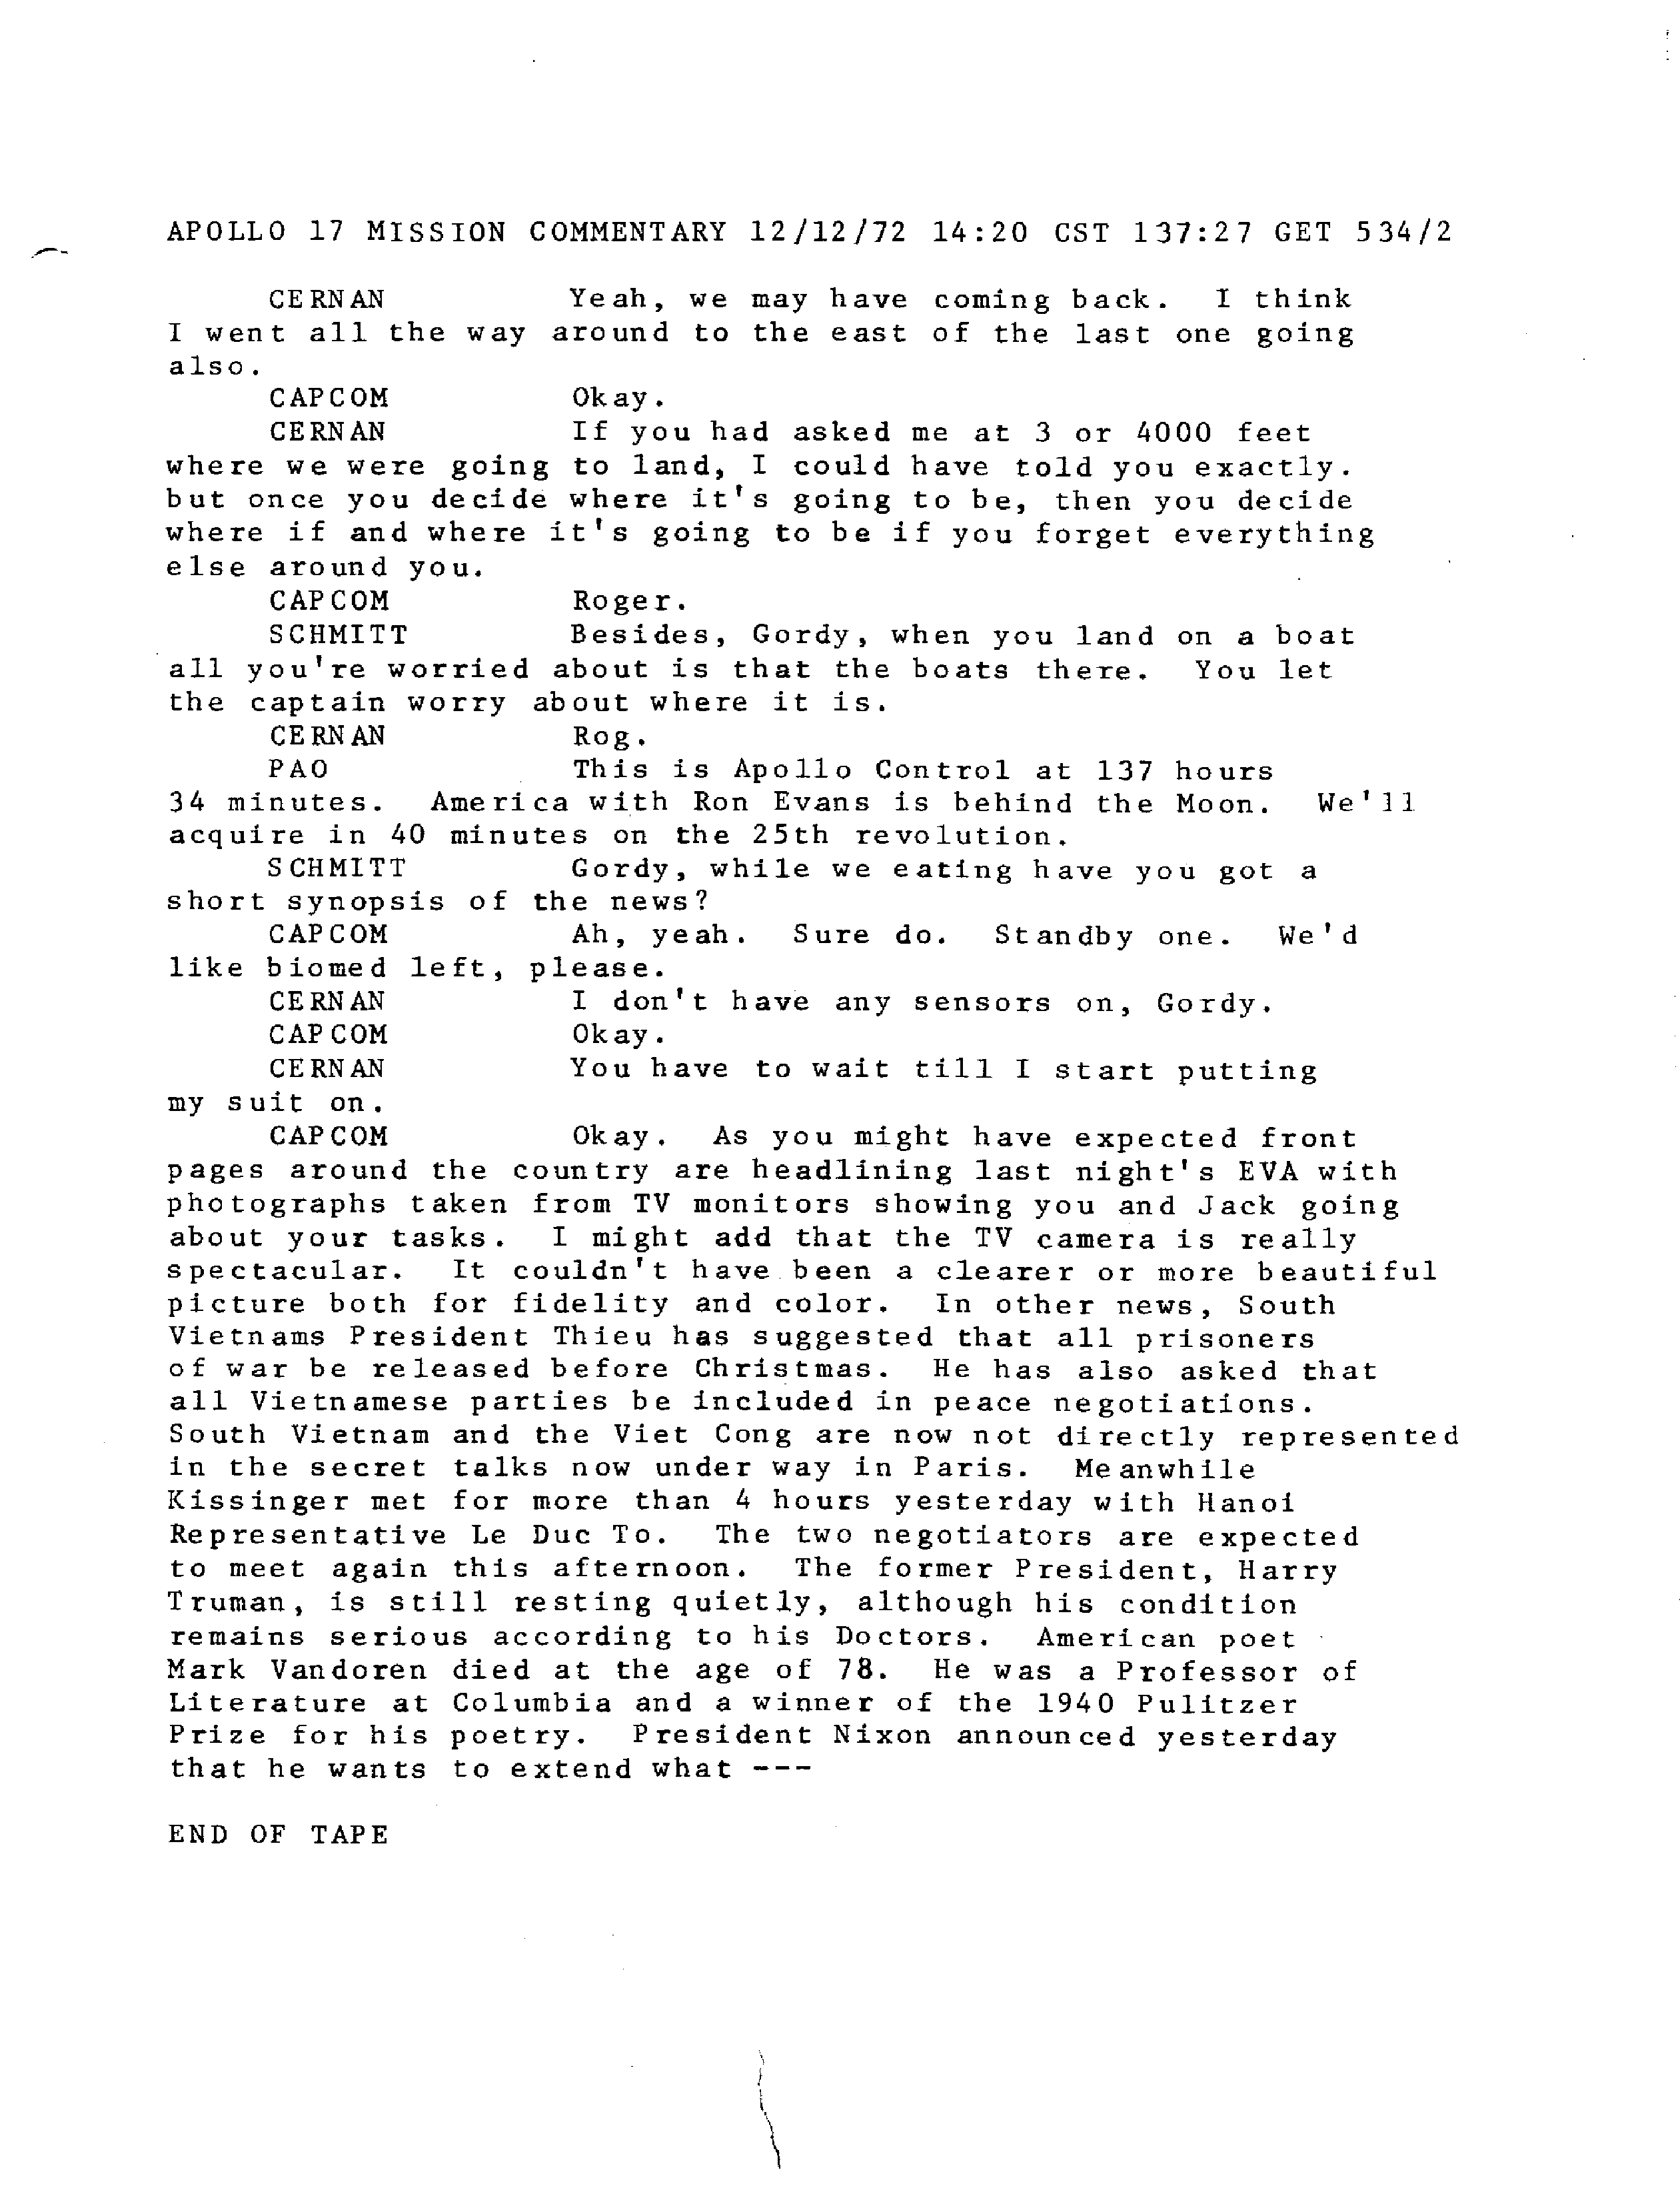 APOLLO 17 MISSION COMMENTARY 12/12/72 14:20 CST 137:27 GET 534/2
CERNAN Yeah, we may have coming back. I think
I went all the way around to the east of the last one going
also.
CAPCOM Okay.
CERNAN If you had asked me at 3 or 4000 feet
where we were going to land, I could have told you exactly.
but once you decide where it's going to be, then you decide
where if and where it's going to be if you forget everything
else around you.
CAPCOM Roger.
SCHMITT Besides, Gordy, when you land on a boat
all you're worried about is that the boats there. You let
the captain worry about where it is.
CERNAN Rog.
PAO This is Apollo Control at 137 hours
34 minutes. America with Ron Evans is behind the Moon. We'll
acquire in 40 minutes on the 25th revolution.
SCHMITT Gordy, while we eating have you got a
short synopsis of the news?
CAPCOM Ah, yeah. Sure do. Standby one. We'd
like biomed left, please.
CERNAN I don't have any sensors on, Gordy.
CAPCOM Okay.
CERNAN You have to wait till I start putting
my suit on.
CAPCOM Okay. As you might have expected front
pages around the country are headlining last night's EVA with
photographs taken from TV monitors showing you and Jack going
about your tasks. I might add that the TV camera is really
spectacular. It couldn't have been a clearer or more beautiful
picture both for fidelity and color. In other news, South
Vietnams President Thieu has suggested that all prisoners
of war be released before Christmas. He has also asked that
all Vietnamese parties be included in peace negotiations.
South Vietnam and the Viet Cong are now not directly represented
in the secret talks now under way in Paris. Meanwhile
Kissinger met for more than 4 hours yesterday with Hanoi
Representative Le Duc To. The two negotiators are expected
to meet again this afternoon. The former President, Harry
Truman, is still resting quietly, although his condition
remains serious according to his Doctors. American poet
Mark Vandoren died at the age of 78. He was a Professor of
Literature at Columbia and a winner of the 1940 Pulitzer
Prize for his poetry. President Nixon announced yesterday
that he wants to extend what ---
END OF TAPE